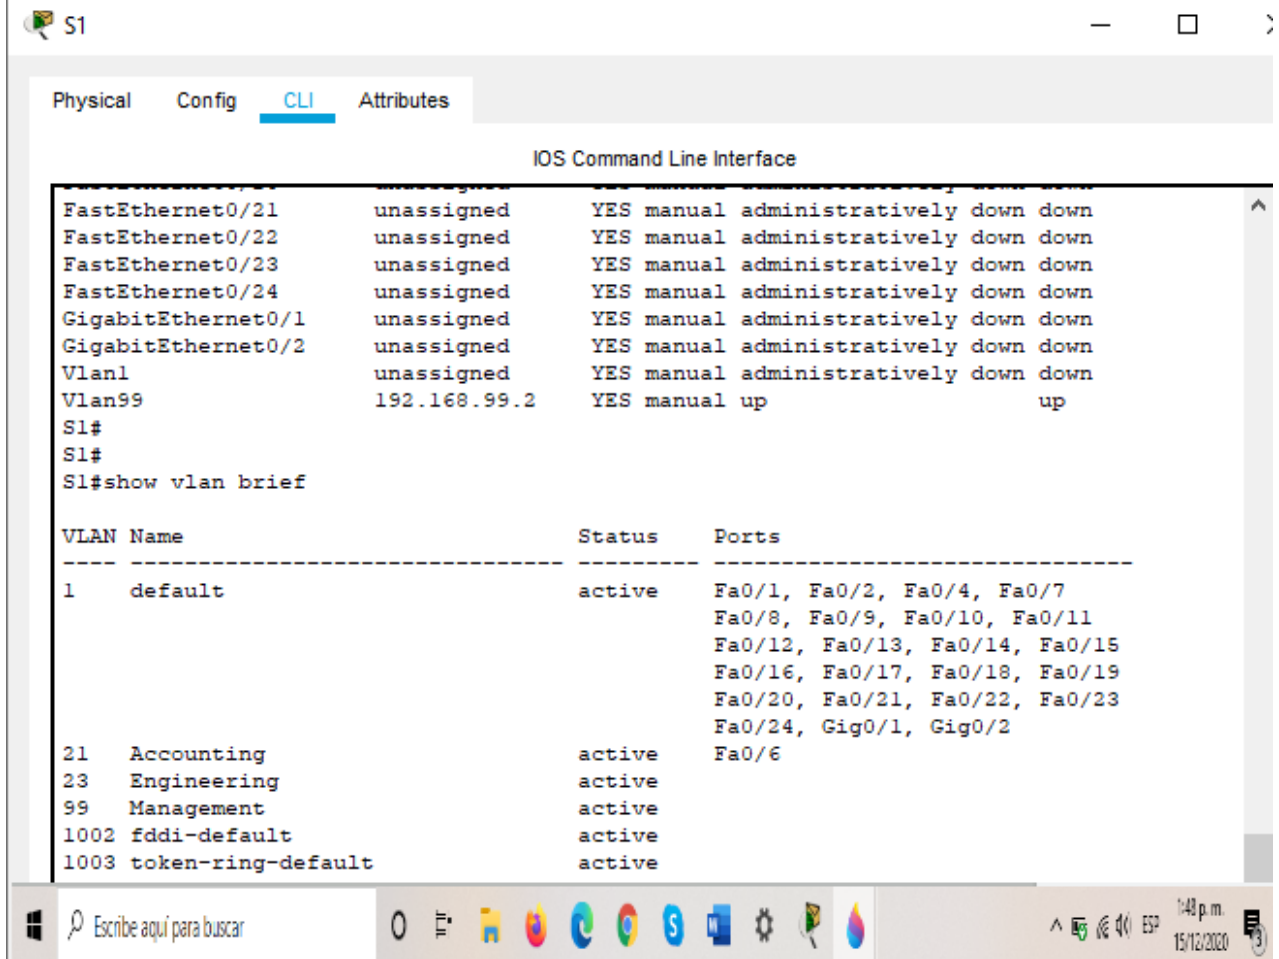 S1
Physical Config CLI Attributes
IOS Command Line Interface
FastEthernet0/21 unassigned YES manual administratively down down
FastEthernet0/22 unassigned YES manual administratively down down
FastEthernet0/23 unassigned YES manual administratively down down
FastEthernet0/24 unassigned YES manual administratively down down
GigabitEthernet0/1 unassigned YES manual administratively down down
GigabitEthernet0/2 unassigned YES manual administratively down down
Vlan1 unassigned YES manual administratively down down
Vlan99 192.168.99.2 YES manual up up
S1#
S1#
S1#show vlan brief
VLAN Name Status Ports
---- -------------------------------- --------- -------------------------------
1 default active Fa0/1, Fa0/2, Fa0/4, Fa0/7
Fa0/8, Fa0/9, Fa0/10, Fa0/11
Fa0/12, Fa0/13, Fa0/14, Fa0/15
Fa0/16, Fa0/17, Fa0/18, Fa0/19
Fa0/20, Fa0/21, Fa0/22, Fa0/23
Fa0/24, Gig0/1, Gig0/2
21 Accounting active Fa0/6
23 Engineering active
99 Management active
1002 fddi-default active
1003 token-ring-default active
Escribe aquí para buscar
ESP
1:48 p. m.
15/12/2020
3